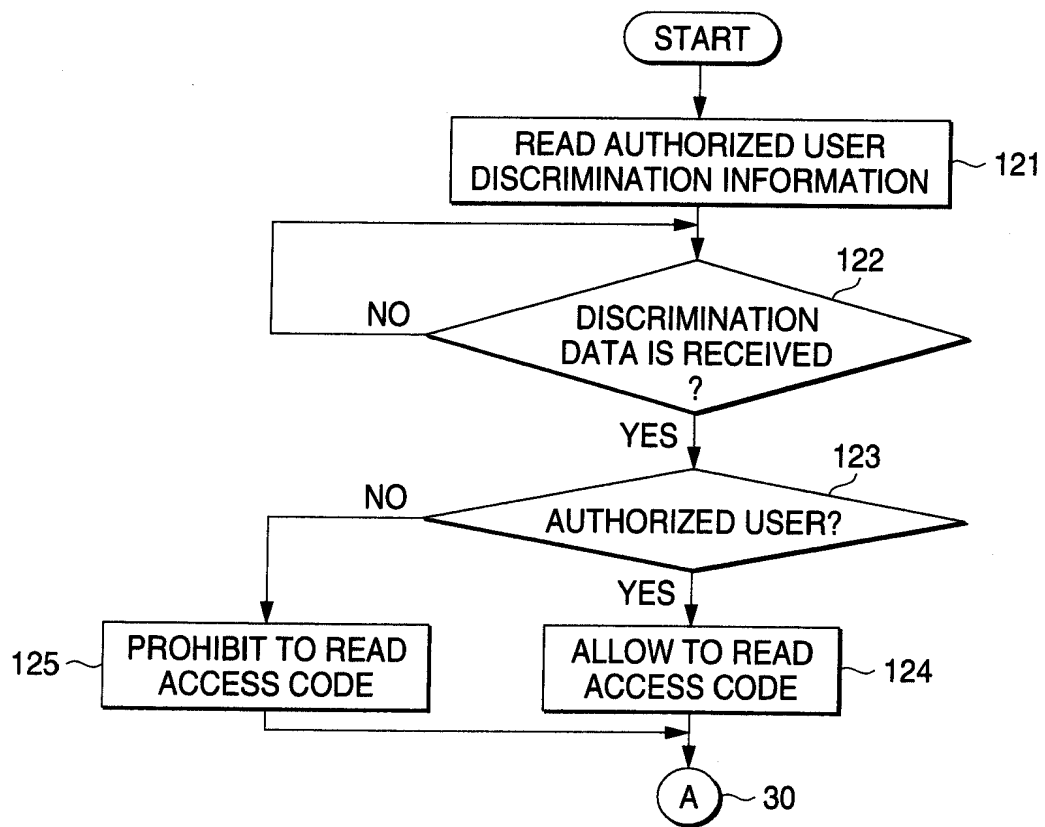 START
READ AUTHORIZED USER
DISCRIMINATION INFORMATION
121
122
NO
DISCRIMINATION
DATA IS RECEIVED
?
YES
123
NO
AUTHORIZED USER?
YES
125
PROHIBIT TO READ
ACCESS CODE
ALLOW TO READ
ACCESS CODE
124
A
30